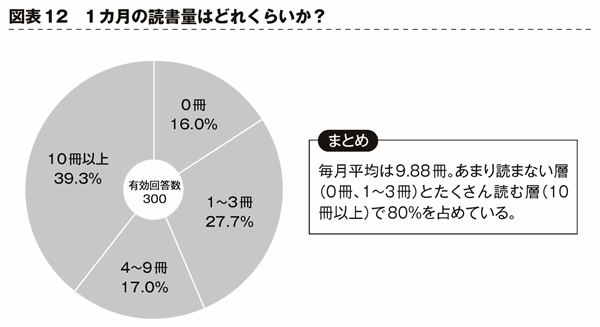 図表12　1カ月の読書量はどれくらいか？
0冊
16.0%
10冊以上
39.3%
有効回答数
300
1〜3冊
27.7%
4〜9冊
17.0%
まとめ
毎月平均は9.88冊。あまり読まない層
（0冊、1〜3冊）とたくさん読む層（10
冊以上）で80%を占めている。